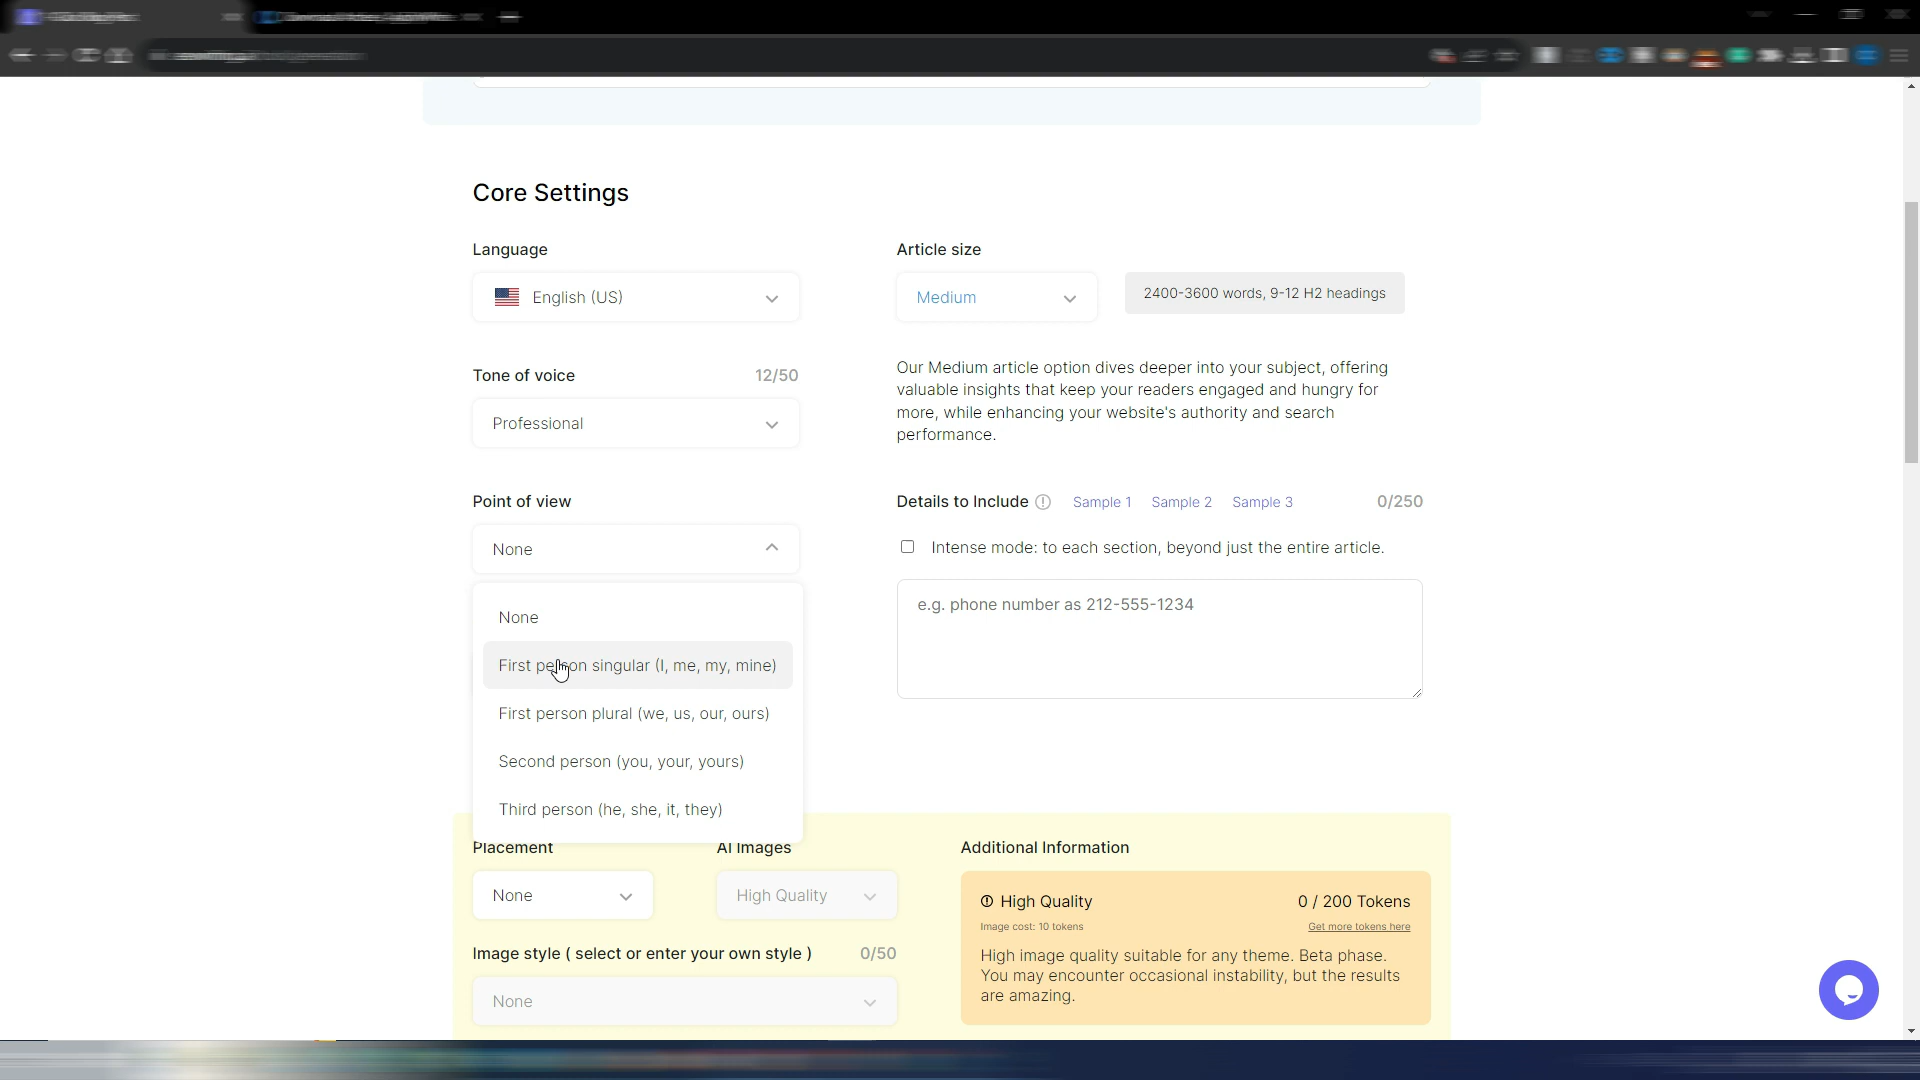 Core Settings
Language
English (US)
Article size
Medium
2400-3600 words, 9-12 H2 headings
Our Medium article option dives deeper into your subject, offering
valuable insights that keep your readers engaged and hungry for
more, while enhancing your website's authority and search
performance.
Tone of voice
12/50
Professional
Point of view
None
None
First person singular (I, me, my, mine)
First person plural (we, us, our, ours)
Second person (you, your, yours)
Third person (he, she, it, they)
Details to Include
Sample 1
Sample 2
Sample 3
0/250
Intense mode: to each section, beyond just the entire article.
e.g. phone number as 212-555-1234
Placement
None
AI Images
High Quality
Image style ( select or enter your own style )
0/50
None
Additional Information
High Quality
0 / 200 Tokens
Image cost: 10 tokens
Get more tokens here
High image quality suitable for any theme. Beta phase.
You may encounter occasional instability, but the results
are amazing.